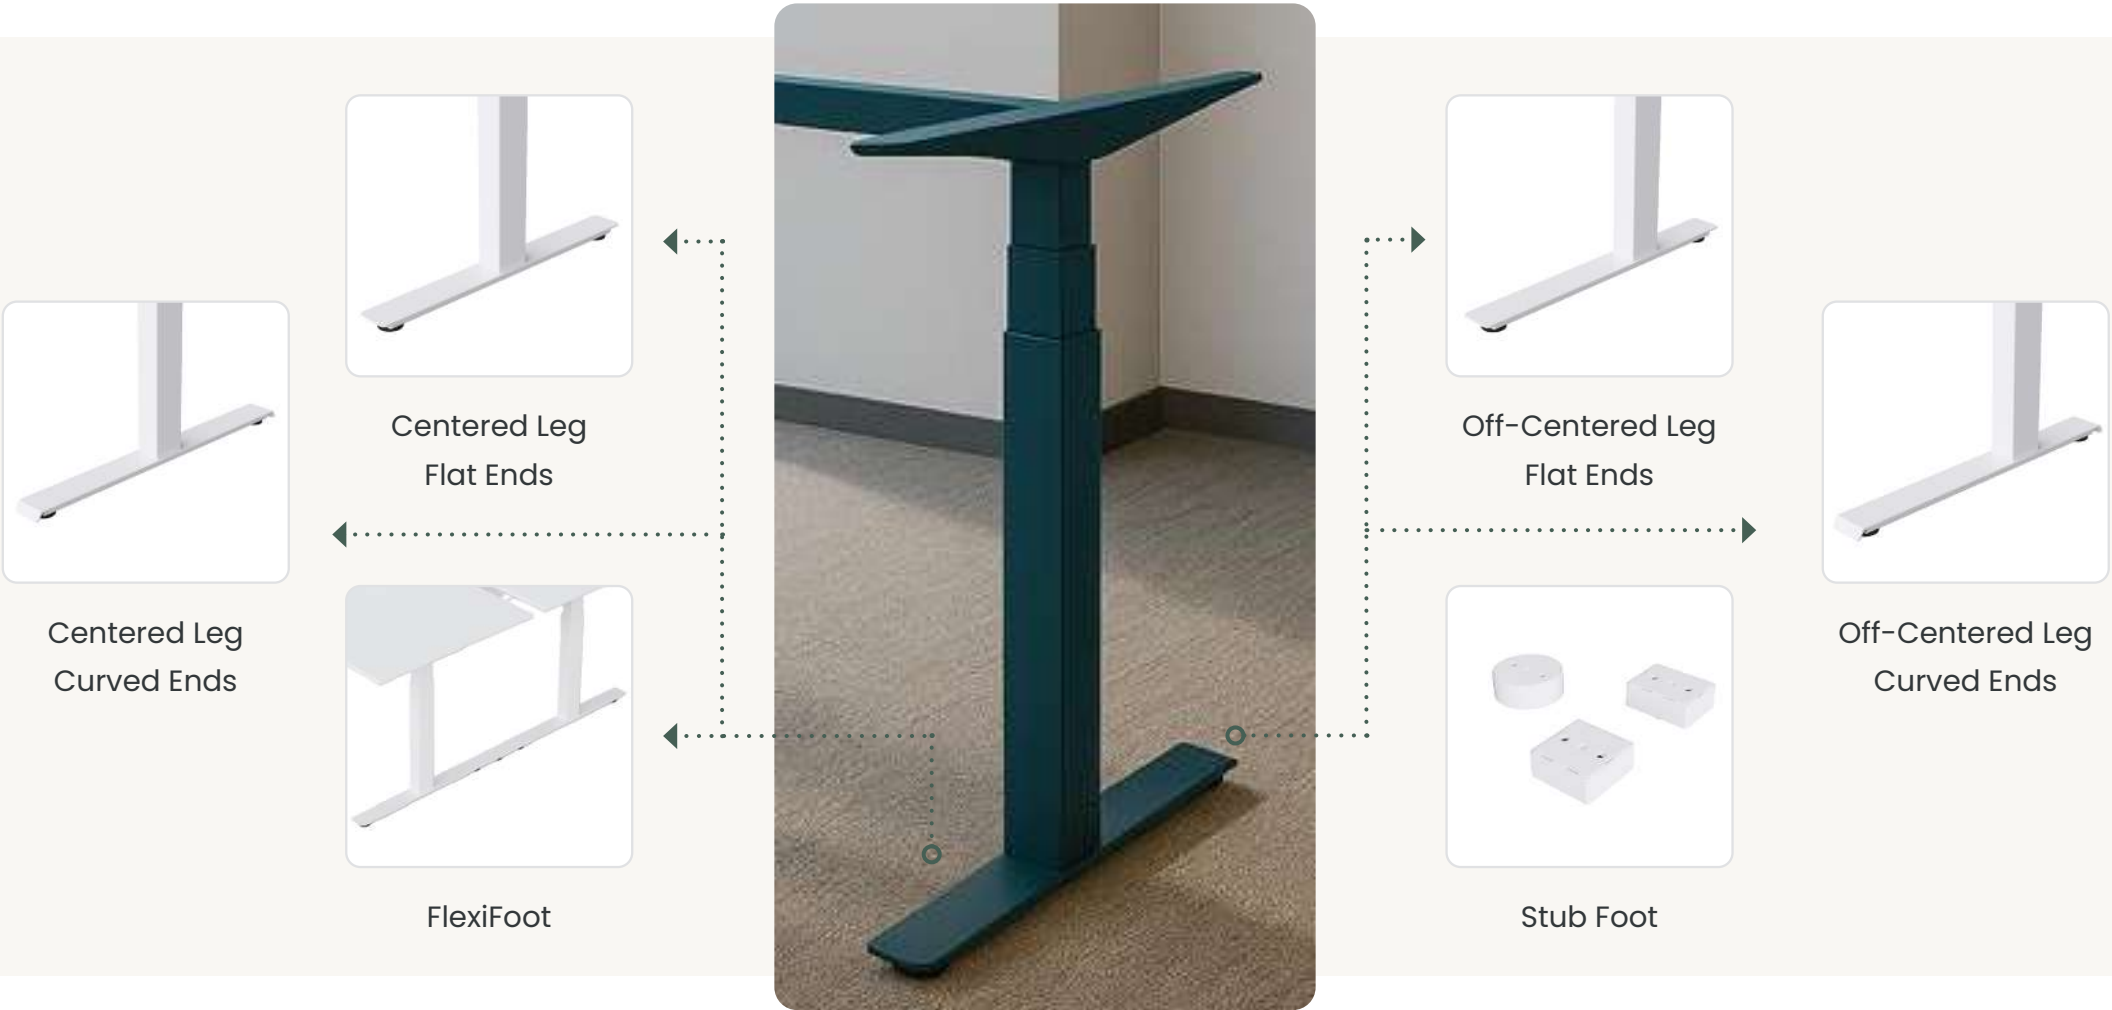 Centered Leg
Flat Ends
Centered Leg
Curved Ends
FlexiFoot
Off-Centered Leg
Flat Ends
Off-Centered Leg
Curved Ends
Stub Foot